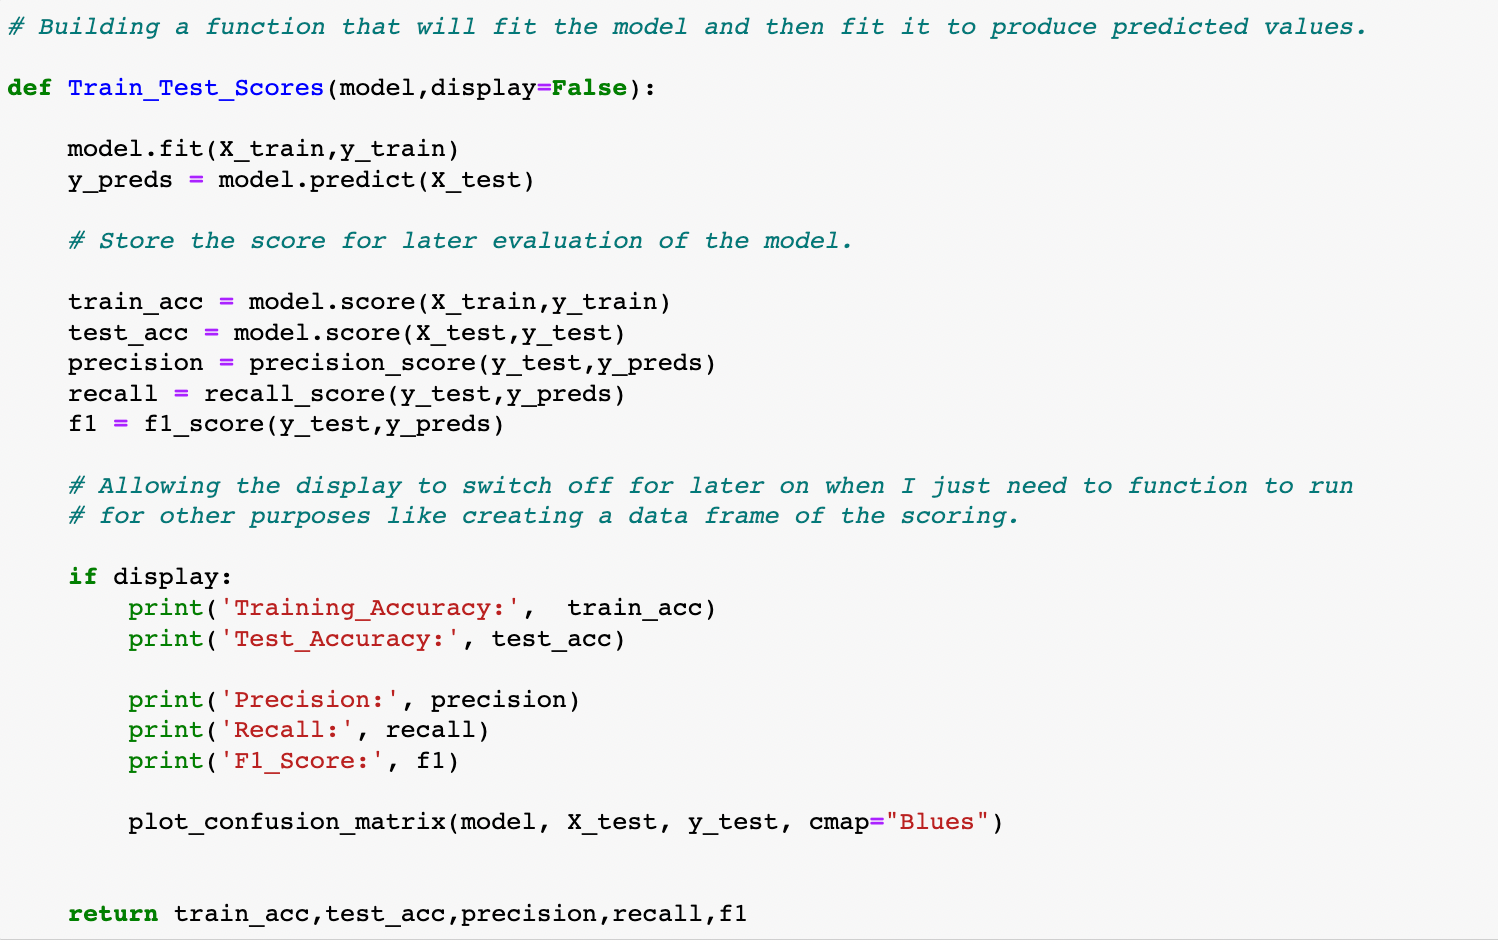 # Building a function that will fit the model and then fit it to produce predicted values.
def Train_Test_Scores(model,display=False):
    model.fit(X_train,y_train)
    y_preds = model.predict(X_test)
    # Store the score for later evaluation of the model.
    train_acc = model.score(X_train,y_train)
    test_acc = model.score(X_test,y_test)
    precision = precision_score(y_test,y_preds)
    recall = recall_score(y_test,y_preds)
    f1 = f1_score(y_test,y_preds)
    # Allowing the display to switch off for later on when I just need to function to run
    # for other purposes like creating a data frame of the scoring.
    if display:
        print('Training_Accuracy:',  train_acc)
        print('Test_Accuracy:', test_acc)
        print('Precision:', precision)
        print('Recall:', recall)
        print('F1_Score:', f1)
        plot_confusion_matrix(model, X_test, y_test, cmap="Blues")
    return train_acc,test_acc,precision,recall,f1